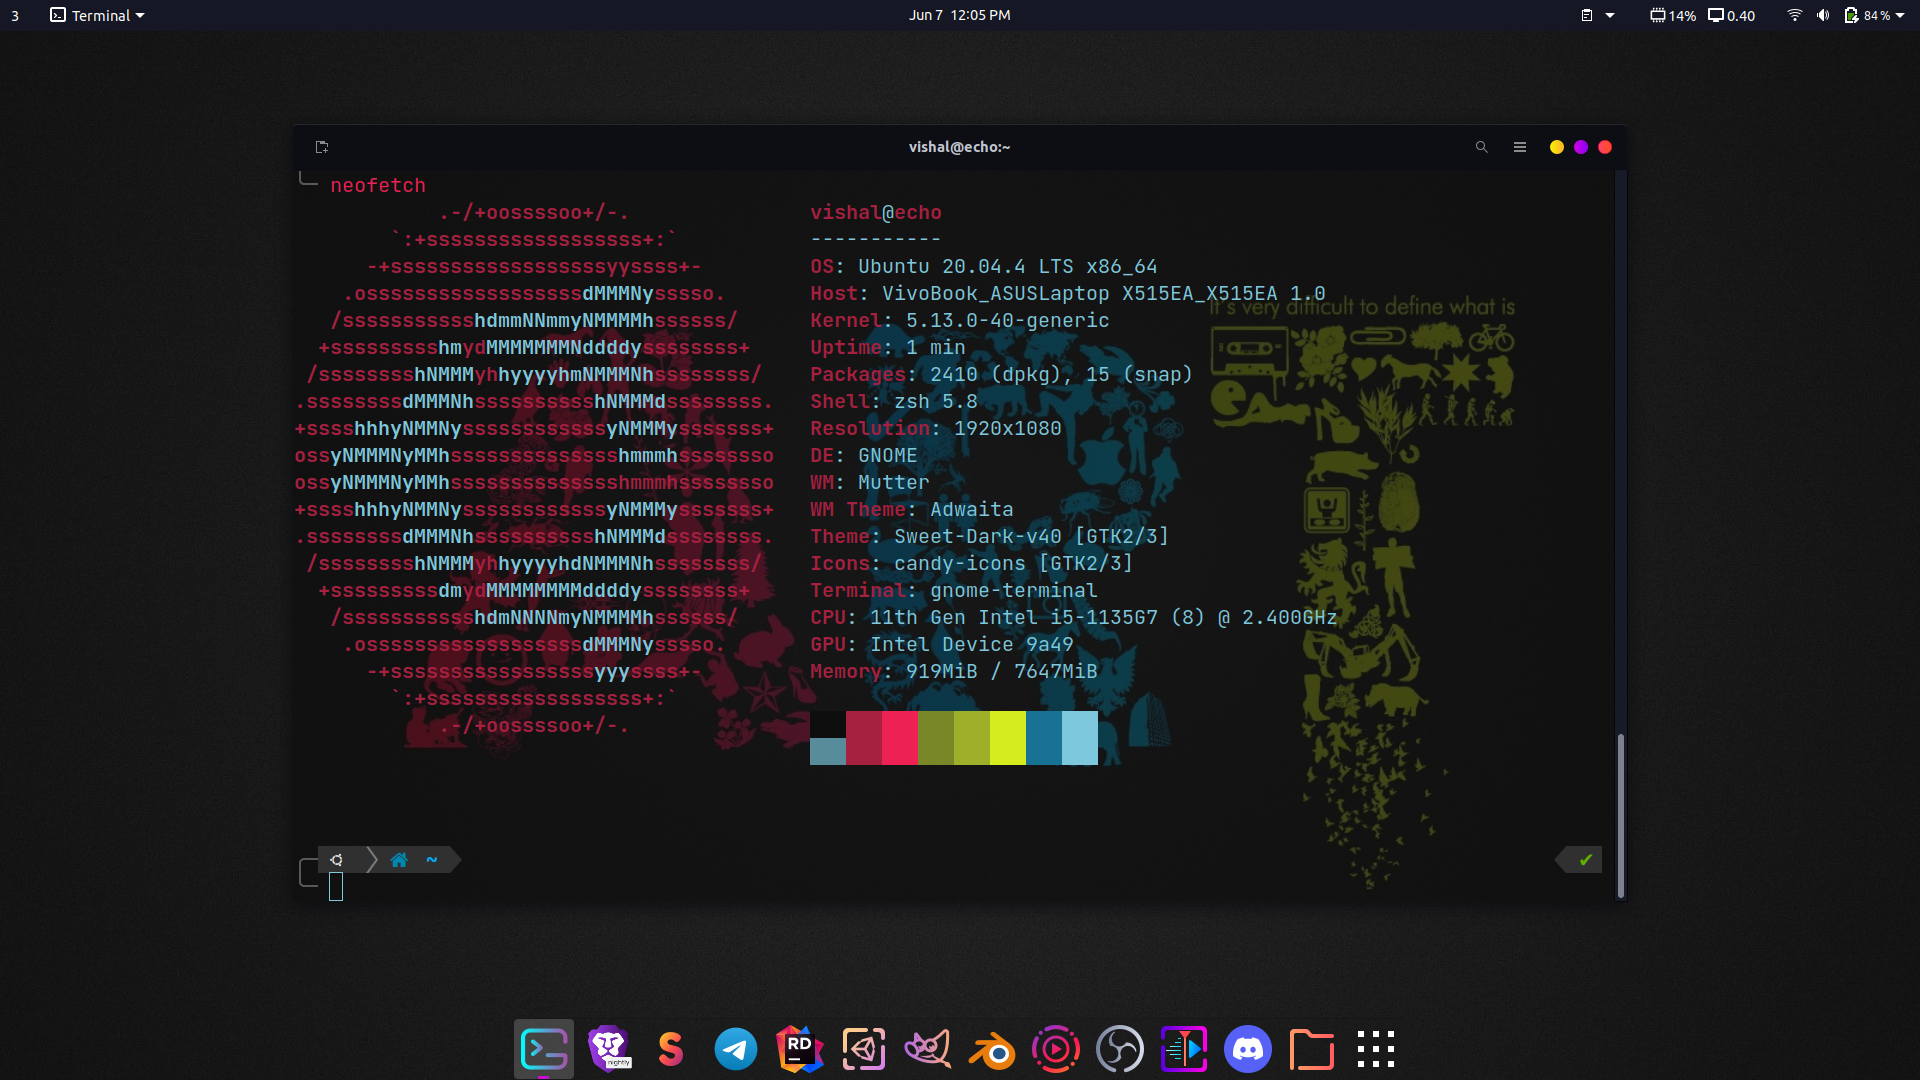 3 Terminal Jun 7 12:05 PM 14% 0.40 84 %
vishal@echo:~
neofetch
.-/+oossssoo+/-.
`:+ssssssssssssssssss+:`
-+ssssssssssssssssssyyssss+-
.ossssssssssssssssssdMMMNysssso.
/ssssssssssshdmmNNmmyNMMMMhssssss/
+ssssssssshmydMMMMMMMNddddyssssssss+
/sssssssshNMMMyhhyyyyhmNMMMNhssssssss/
.ssssssssdMMMNhsssssssssshNMMMdssssssss.
+sssshhhyNMMNyssssssssssssyNMMMysssssss+
ossyNMMMNyMMhsssssssssssssshmmmhssssssso
ossyNMMMNyMMhsssssssssssssshmmmhssssssso
+sssshhhyNMMNyssssssssssssyNMMMysssssss+
.ssssssssdMMMNhsssssssssshNMMMdssssssss.
/sssssssshNMMMyhhyyyyhdNMMMNhssssssss/
+sssssssssdmydMMMMMMMMddddyssssssss+
/ssssssssssshdmNNNNmyNMMMMhssssss/
.ossssssssssssssssssdMMMNysssso.
-+sssssssssssssssssyyyssss+-
`:+ssssssssssssssssss+:`
.-/+oossssoo+/-.
vishal@echo
-----------
OS: Ubuntu 20.04.4 LTS x86_64
Host: VivoBook_ASUSLaptop X515EA_X515EA 1.0
Kernel: 5.13.0-40-generic
Uptime: 1 min
Packages: 2410 (dpkg), 15 (snap)
Shell: zsh 5.8
Resolution: 1920x1080
DE: GNOME
WM: Mutter
WM Theme: Adwaita
Theme: Sweet-Dark-v40 [GTK2/3]
Icons: candy-icons [GTK2/3]
Terminal: gnome-terminal
CPU: 11th Gen Intel i5-1135G7 (8) @ 2.400GHz
GPU: Intel Device 9a49
Memory: 919MiB / 7647MiB
It's very difficult to define what is
~
nightly
S
RD